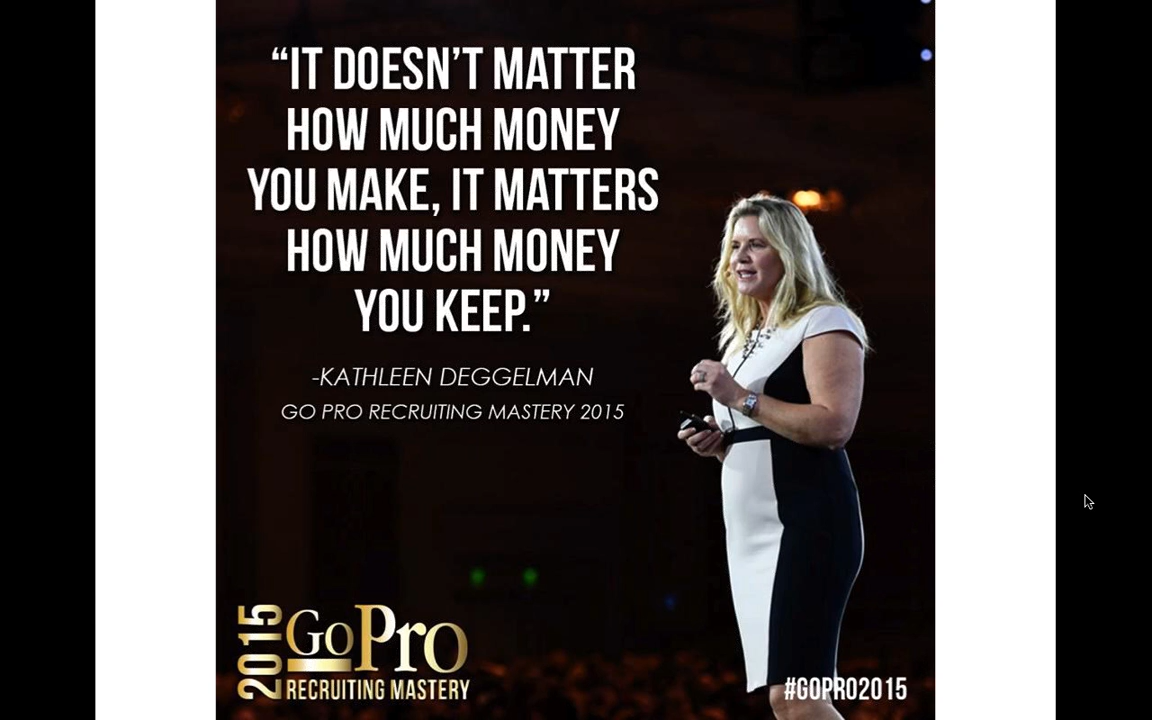 “IT DOESN’T MATTER
HOW MUCH MONEY
YOU MAKE, IT MATTERS
HOW MUCH MONEY
YOU KEEP.”
-KATHLEEN DEGGELMAN
GO PRO RECRUITING MASTERY 2015
2015
GoPro
RECRUITING MASTERY
#GOPRO2015